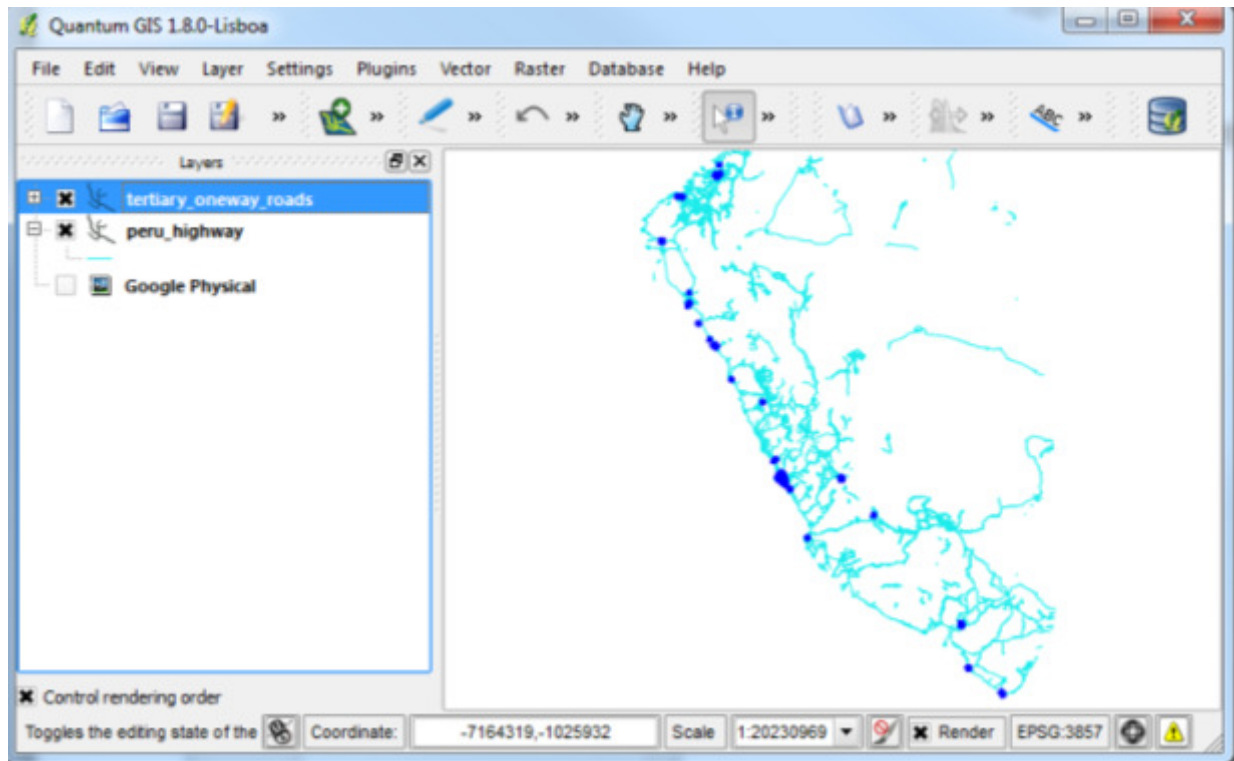 Quantum GIS 1.8.0-Lisboa
File Edit View Layer Settings Plugins Vector Raster Database Help
ABC
Layers
tertiary_oneway_roads
peru_highway
Google Physical
Control rendering order
Toggles the editing state of the Coordinate: -7164319,-1025932 Scale 1:20230969 Render EPSG:3857